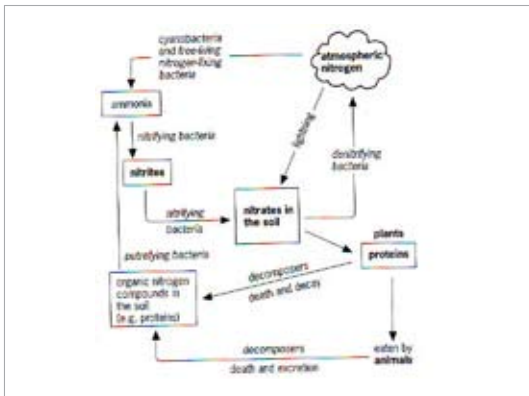 cyanobacteria
and free-living
nitrogen-fixing
bacteria
atmospheric
nitrogen
ammonia
nitrifying bacteria
lightning
denitrifying
bacteria
nitrites
nitrifying
bacteria
nitrates in
the soil
plants
proteins
putrefying bacteria
organic nitrogen
compounds in
the soil
(e.g., proteins)
decomposers
death and decay
eaten by
animals
decomposers
death and excretion